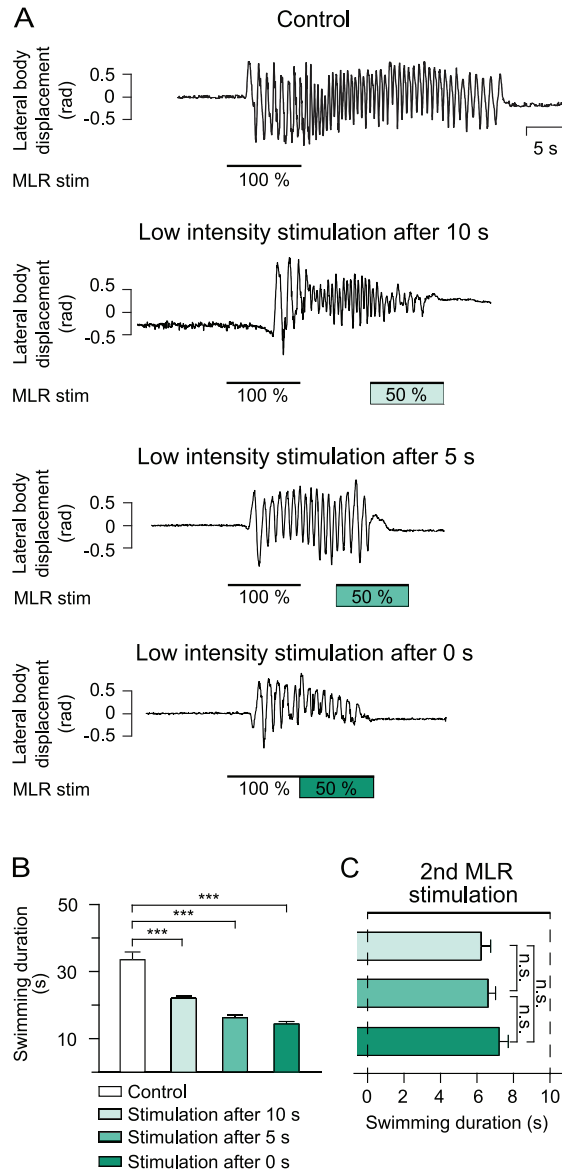 A
Control
Lateral body
displacement
(rad)
0.5
0
-0.5
5 s
MLR stim
100 %
Low intensity stimulation after 10 s
Lateral body
displacement
(rad)
0.5
0
-0.5
MLR stim
100 %
50 %
Low intensity stimulation after 5 s
Lateral body
displacement
(rad)
0.5
0
-0.5
MLR stim
100 %
50 %
Low intensity stimulation after 0 s
Lateral body
displacement
(rad)
0.5
0
-0.5
MLR stim
100 %
50 %
B
Swimming duration
(s)
50
30
10
***
***
***
Control
Stimulation after 10 s
Stimulation after 5 s
Stimulation after 0 s
C
2nd MLR
stimulation
n.s.
n.s.
n.s.
0 2 4 6 8 10
Swimming duration (s)